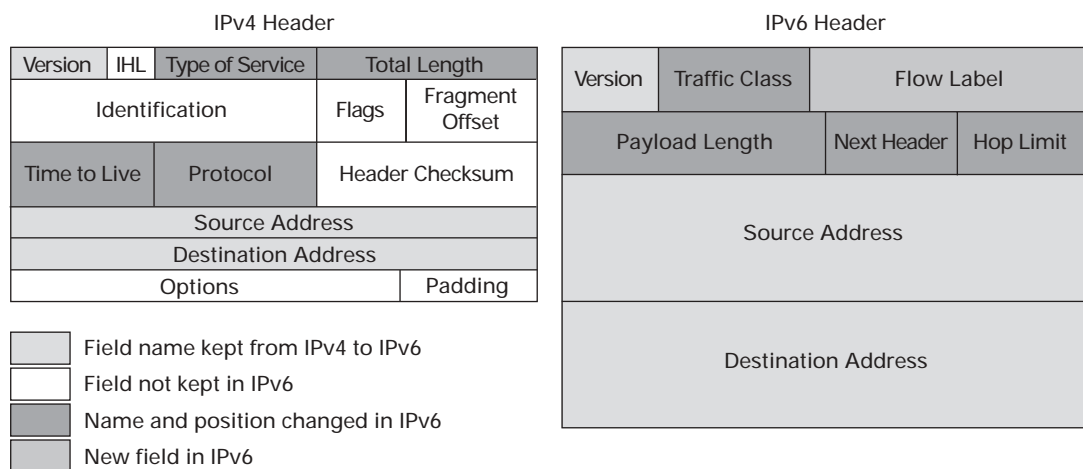 IPv4 Header
Version IHL Type of Service Total Length
Identification Flags Fragment Offset
Time to Live Protocol Header Checksum
Source Address
Destination Address
Options Padding
IPv6 Header
Version Traffic Class Flow Label
Payload Length Next Header Hop Limit
Source Address
Destination Address
Field name kept from IPv4 to IPv6
Field not kept in IPv6
Name and position changed in IPv6
New field in IPv6